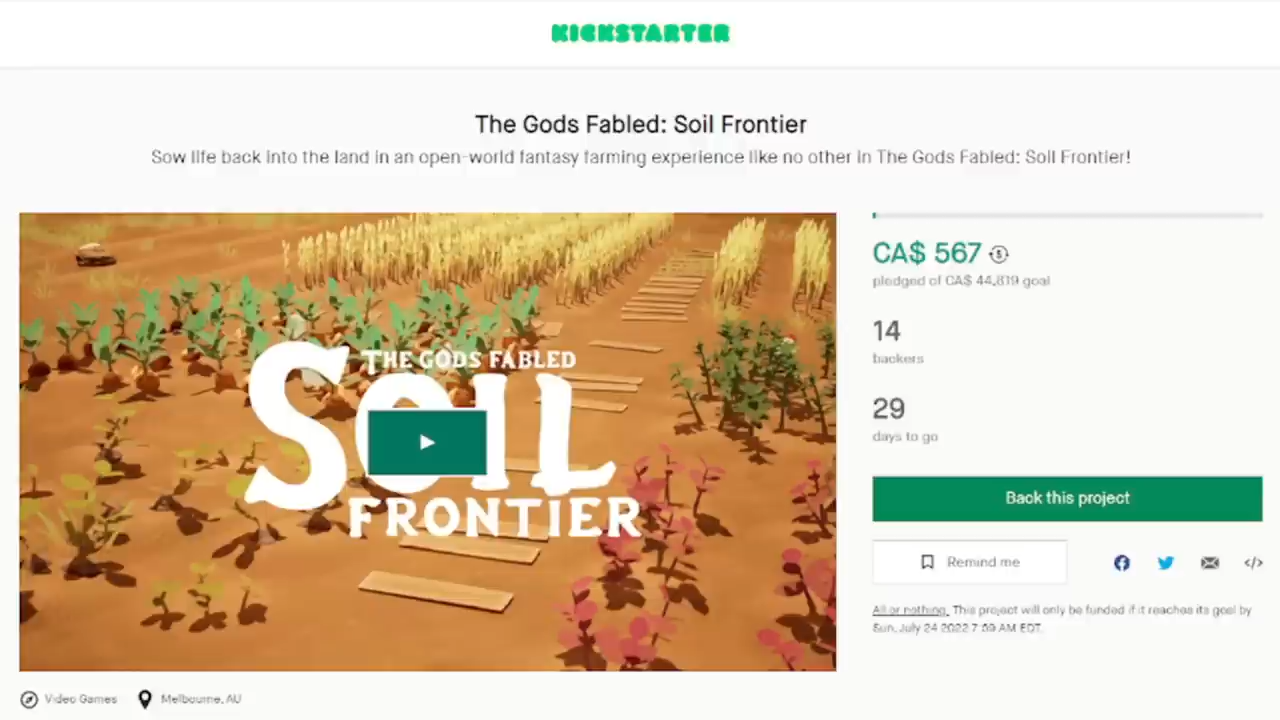 KICKSTARTER
The Gods Fabled: Soil Frontier
Sow life back into the land in an open-world fantasy farming experience like no other in The Gods Fabled: Soil Frontier!
THE GODS FABLED
SOIL
FRONTIER
CA$ 567
pledged of CA$ 44,819 goal
14
backers
29
days to go
Back this project
Remind me
All or nothing. This project will only be funded if it reaches its goal by
Sun, July 24 2022 7:59 AM EDT.
Video Games Melbourne, AU